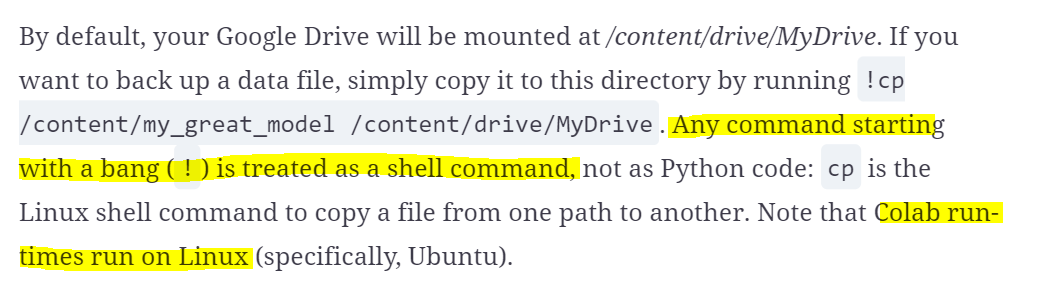 By default, your Google Drive will be mounted at /content/drive/MyDrive. If you
want to back up a data file, simply copy it to this directory by running !cp
/content/my_great_model /content/drive/MyDrive. Any command starting
with a bang (!) is treated as a shell command, not as Python code: cp is the
Linux shell command to copy a file from one path to another. Note that Colab run-
times run on Linux (specifically, Ubuntu).